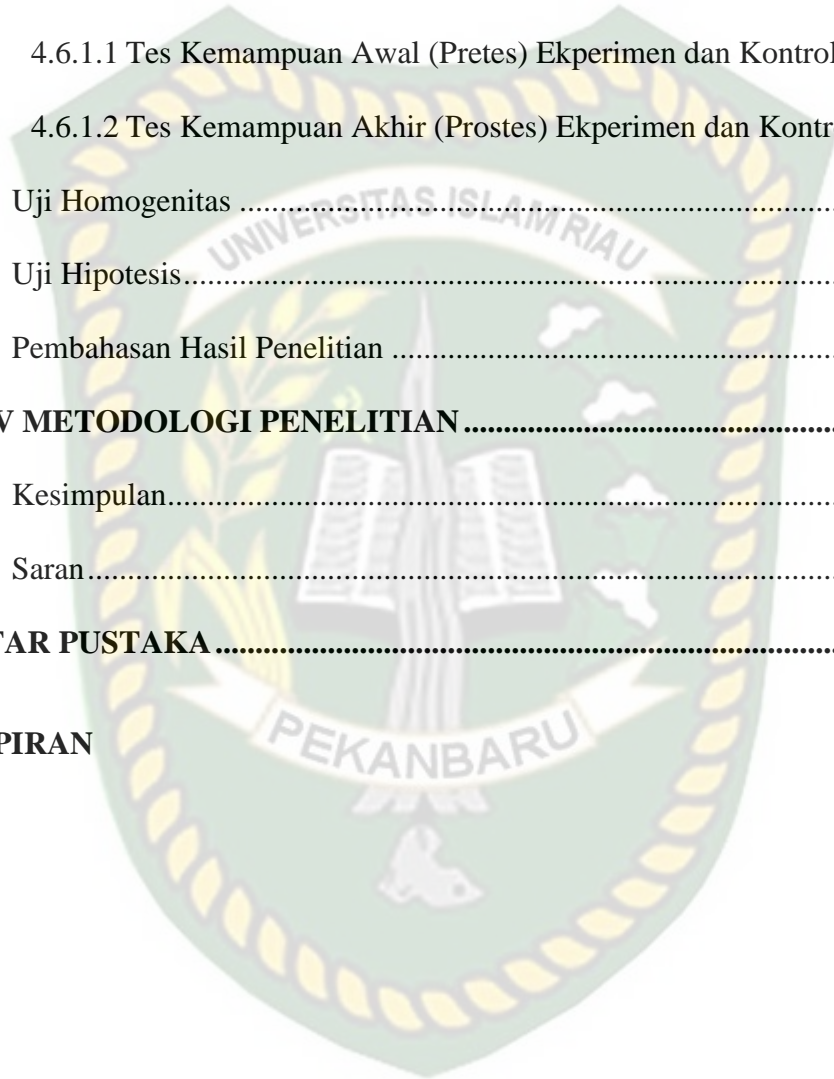 4.6.1.1 Tes Kemampuan Awal (Pretes) Ekperimen dan Kontrol
4.6.1.2 Tes Kemampuan Akhir (Prostes) Ekperimen dan Kontr
Uji Homogenitas ........................................................................
UNIVERSITAS ISLAM RIAU
Uji Hipotesis................................................................................
Pembahasan Hasil Penelitian .....................................................
V METODOLOGI PENELITIAN.............................................
Kesimpulan..................................................................................
Saran............................................................................................
TAR PUSTAKA...........................................................................
PEKANBARU
PIRAN